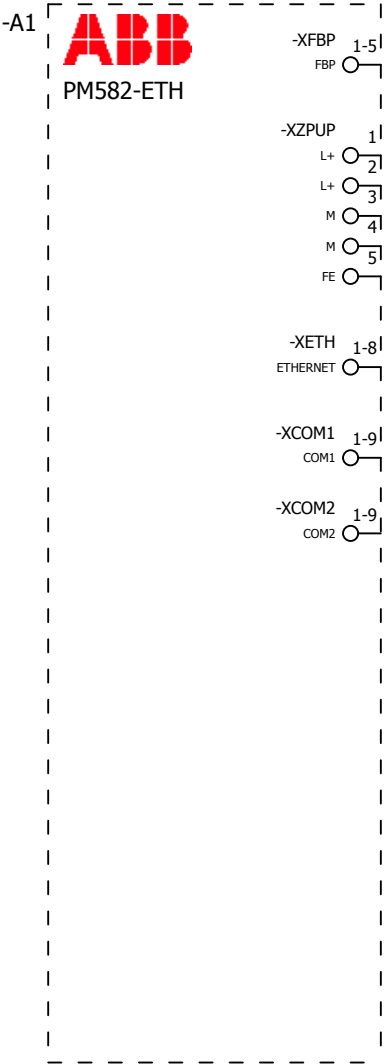 -A1
ABB
PM582-ETH
-XFBP 1-5
FBP
-XZPUP 1
L+
2
L+
3
M
4
M
5
FE
-XETH 1-8
ETHERNET
-XCOM1 1-9
COM1
-XCOM2 1-9
COM2